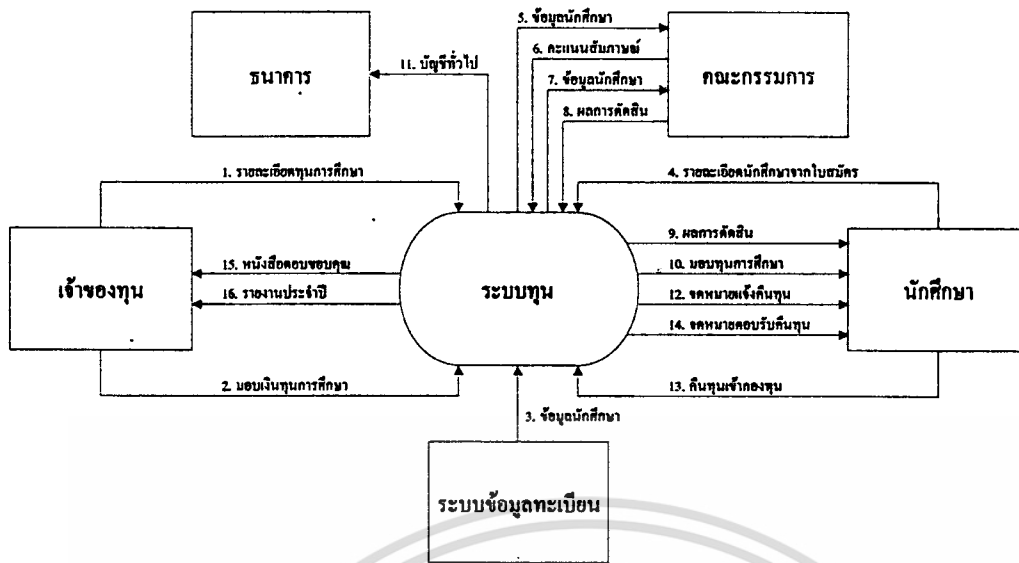 5. ข้อมูลนักศึกษา
6. คะแนนสัมภาษณ์
ธนาคาร
11. บัญชีทั่วไป
7. ข้อมูลนักศึกษา
คณะกรรมการ
8. ผลการตัดสิน
1. รายละเอียดทุนการศึกษา
4. รายละเอียดนักศึกษาจากใบสมัคร
9. ผลการตัดสิน
15. หนังสือตอบขอบคุณ
10. มอบทุนการศึกษา
เจ้าของทุน
ระบบทุน
นักศึกษา
16. รายงานประจำปี
12. จดหมายแจ้งคืนทุน
14. จดหมายตอบรับคืนทุน
2. มอบเงินทุนการศึกษา
13. คืนทุนเข้ากองทุน
3. ข้อมูลนักศึกษา
ระบบข้อมูลทะเบียน